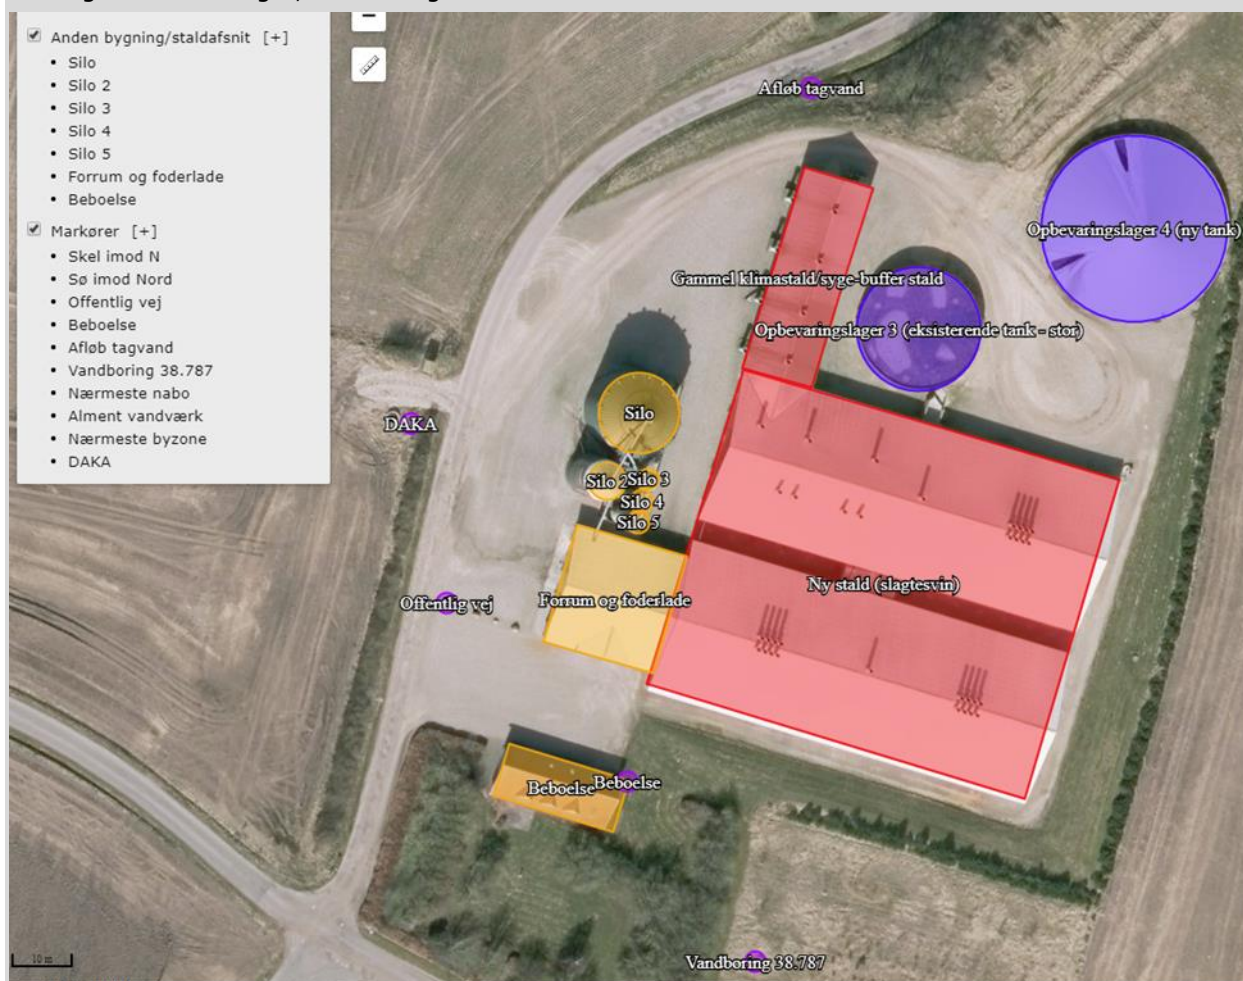 Anden bygning/staldafsnit [+]
Silo
Silo 2
Silo 3
Silo 4
Silo 5
Forrum og foderlade
Beboelse
Markører [+]
Skel imod N
Sø imod Nord
Offentlig vej
Beboelse
Afløb tagvand
Vandboring 38.787
Nærmeste nabo
Alment vandværk
Nærmeste byzone
DAKA
Afløb tagvand
Opbevaringslager 4 (ny tank)
Gammel klimastald/syge-buffer stald
Opbevaringslager 3 (eksisterende tank - stor)
Silo
DAKA
Silo 2
Silo 3
Silo 4
Silo 5
Ny stald (slagtesvin)
Offentlig vej
Forrum og foderlade
Beboelse
Beboelse
Vandboring 38.787
10 m